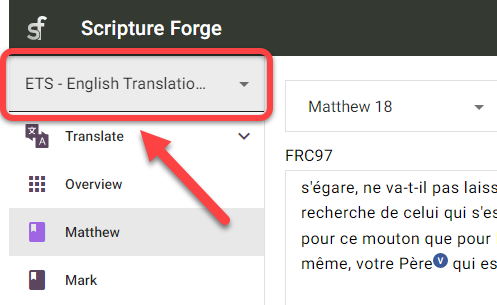 sf Scripture Forge
ETS - English Translatio...
Translate
Overview
Matthew
Mark
Matthew 18
FRC97
s'égare, ne va-t-il pas laiss
recherche de celui qui s'es
pour ce mouton que pour
même, votre Père V qui es